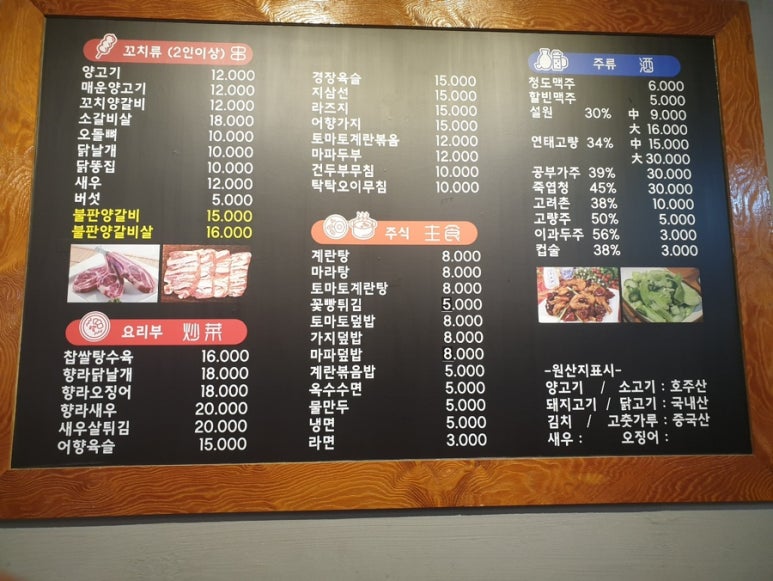 꼬치류 (2인이상) 串
양고기 12.000
매운양고기 12.000
꼬치양갈비 12.000
소갈비살 18.000
오돌뼈 10.000
닭날개 10.000
닭똥집 10.000
새우 12.000
버섯 5.000
불판양갈비 15.000
불판양갈비살 16.000
요리부 炒菜
찹쌀탕수육 16.000
향라닭날개 18.000
향라오징어 18.000
향라새우 20.000
새우살튀김 20.000
어향육슬 15.000
경장육슬 15.000
지삼선 15.000
라즈지 15.000
어향가지 15.000
토마토계란볶음 12.000
마파두부 12.000
건두부무침 10.000
탁탁오이무침 10.000
주식 主食
계란탕 8.000
마라탕 8.000
토마토계란탕 8.000
꽃빵튀김 5.000
토마토덮밥 8.000
가지덮밥 8.000
마파덮밥 8.000
계란볶음밥 5.000
옥수수면 5.000
물만두 5.000
냉면 5.000
라면 3.000
주류 酒
청도맥주 6.000
할빈맥주 5.000
설원 30% 中 9.000
大 16.000
연태고량 34% 中 15.000
大 30.000
공부가주 39% 30.000
죽엽청 45% 30.000
고려촌 38% 10.000
고량주 50% 5.000
이과두주 56% 3.000
컵술 38% 3.000
-원산지표시-
양고기 / 소고기 : 호주산
돼지고기 / 닭고기 : 국내산
김치 / 고춧가루 : 중국산
새우 : 오징어 :